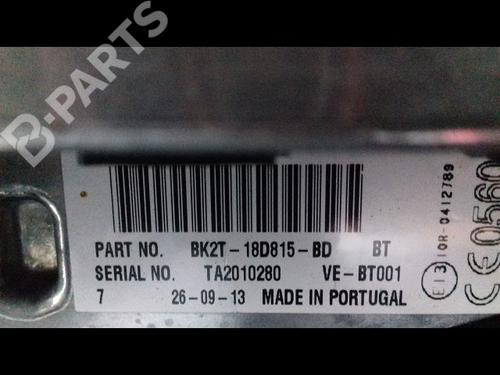 B-PARTS
PART NO. BK2T-18D815-BD BT
SERIAL NO. TA2010280 VE-BT001
7 26-09-13 MADE IN PORTUGAL
E13 10R-0412789
CE0560